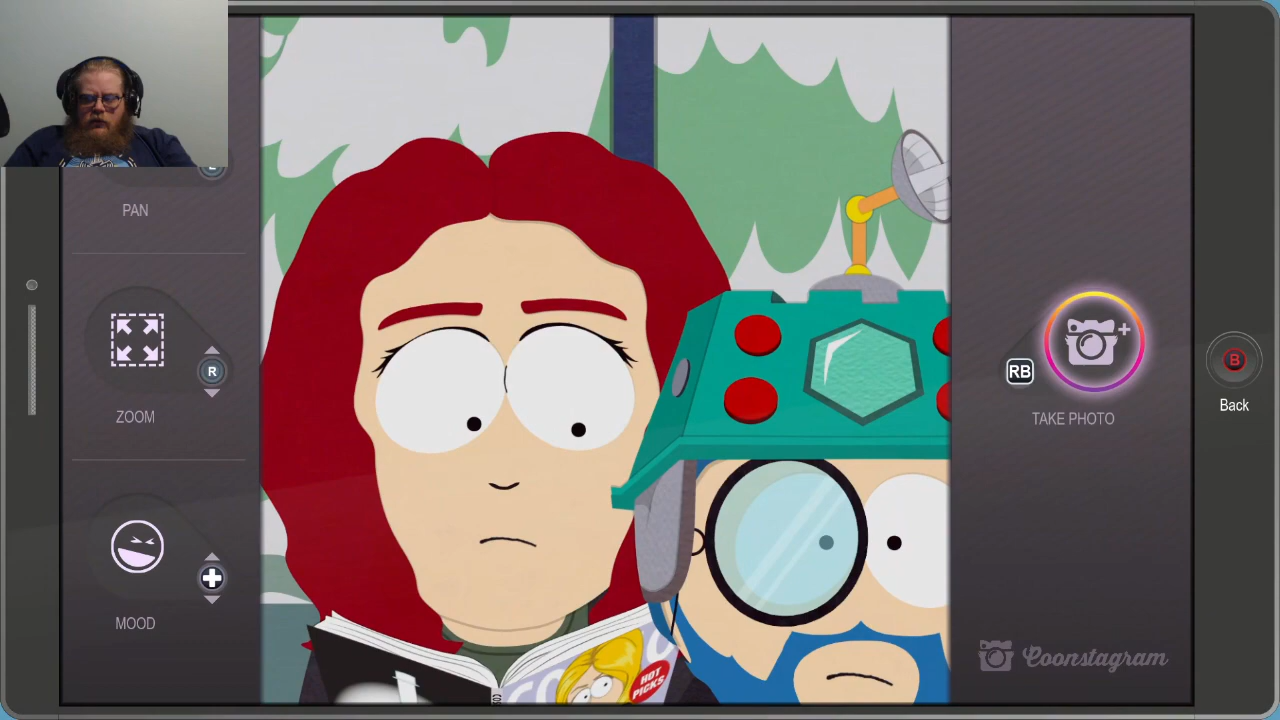 PAN
ZOOM
R
MOOD
RB
TAKE PHOTO
B
Back
HOT
PICKS
Coonstagram